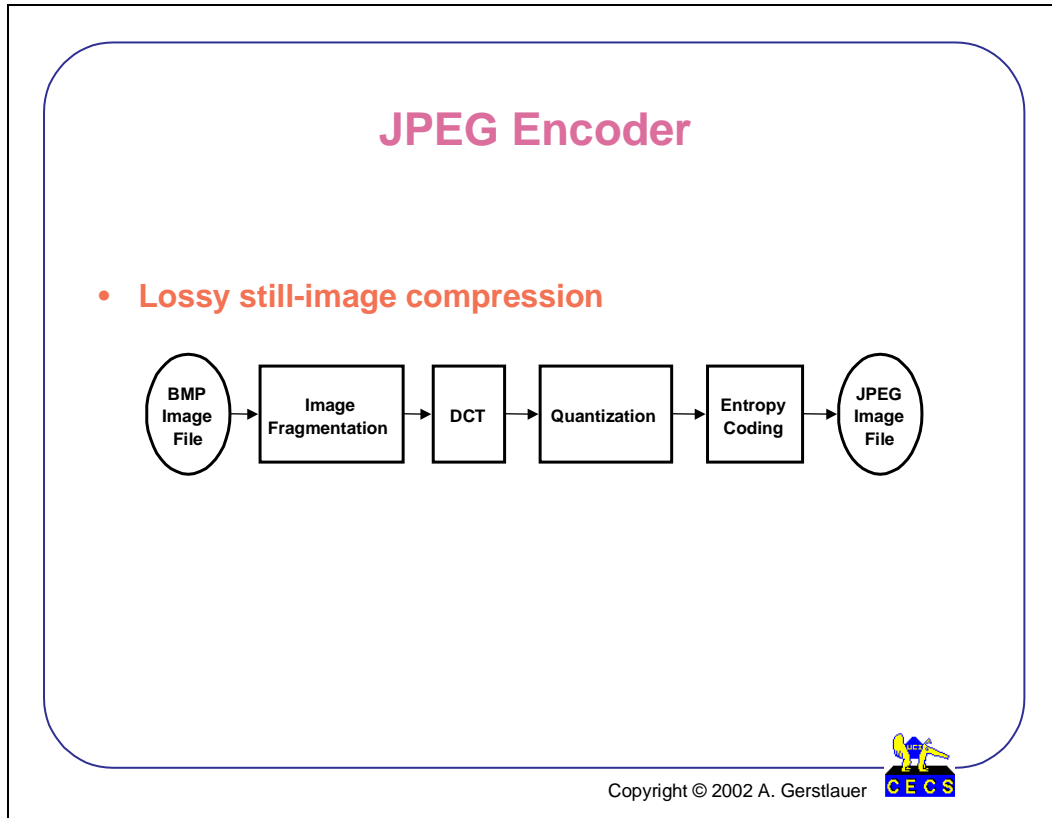 JPEG Encoder
• Lossy still-image compression
BMP
Image
File
Image
Fragmentation
DCT
Quantization
Entropy
Coding
JPEG
Image
File
UCI
Copyright © 2002 A. Gerstlauer
CECS